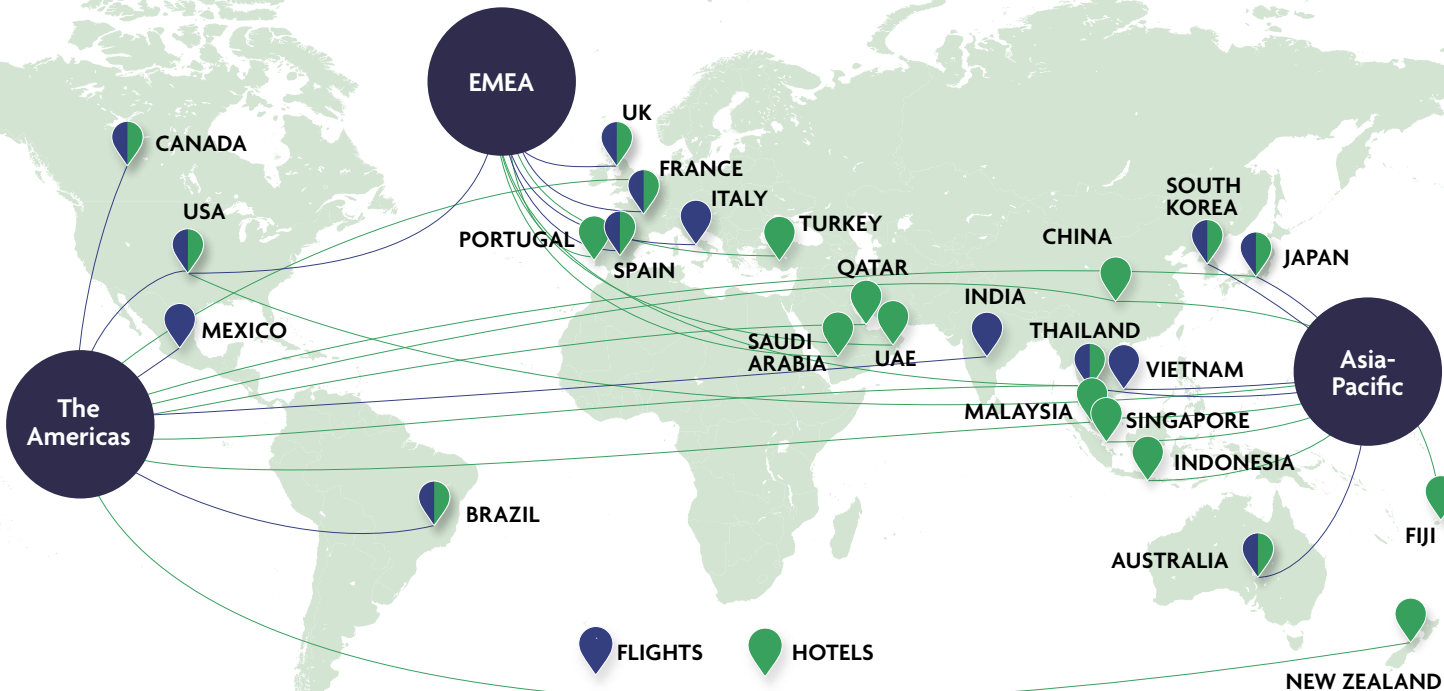 EMEA
UK
CANADA
FRANCE
ITALY
SOUTH
KOREA
USA
TURKEY
PORTUGAL
CHINA
JAPAN
SPAIN
QATAR
INDIA
MEXICO
THAILAND
SAUDI
ARABIA
UAE
VIETNAM
Asia-
Pacific
The
Americas
MALAYSIA
SINGAPORE
INDONESIA
BRAZIL
FIJI
AUSTRALIA
FLIGHTS
HOTELS
NEW ZEALAND